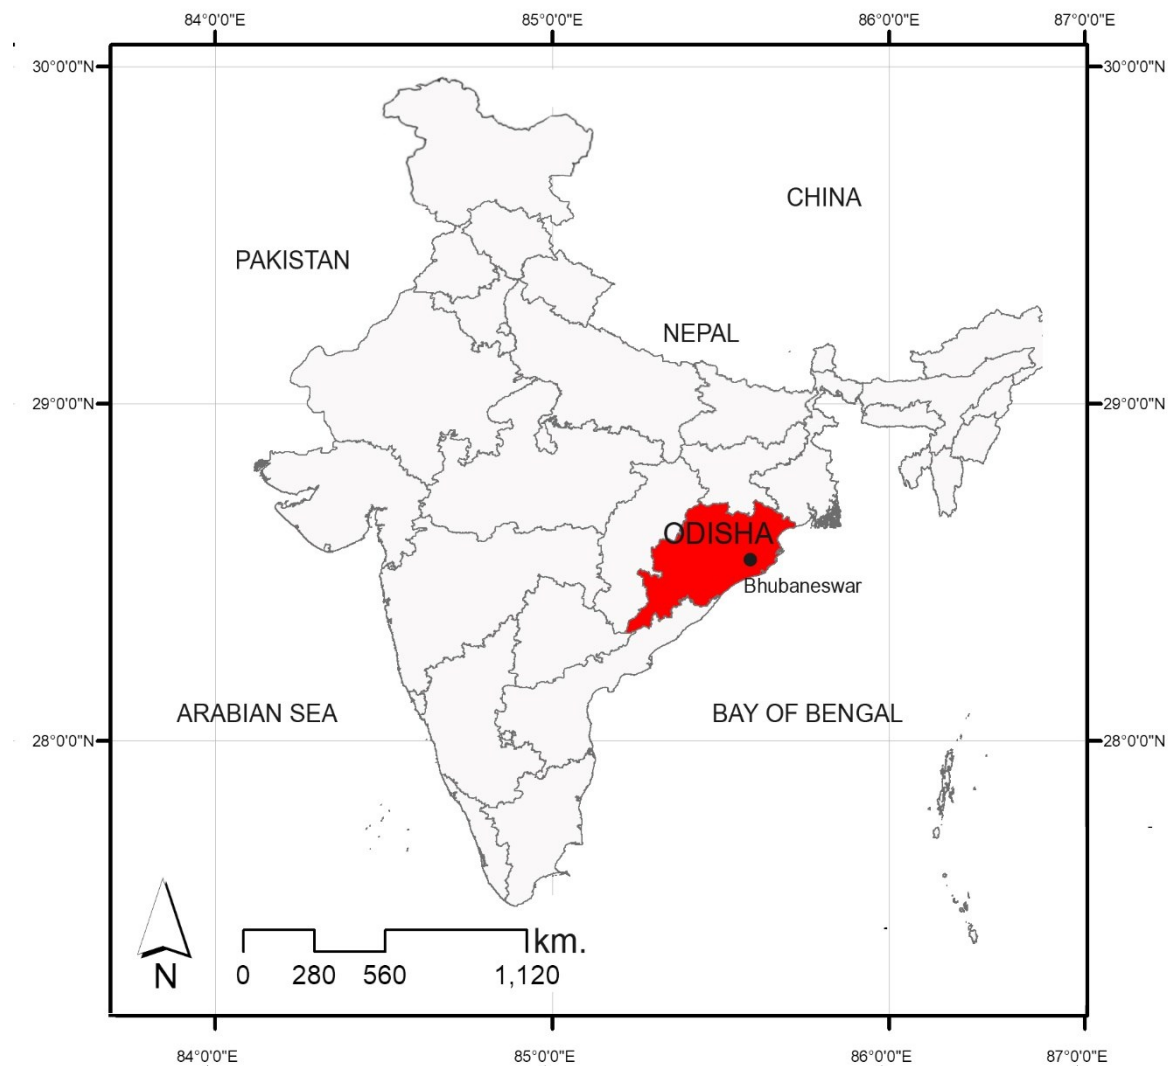 84°0'0"E 85°0'0"E 86°0'0"E 87°0'0"E
30°0'0"N 30°0'0"N
CHINA
PAKISTAN
NEPAL
29°0'0"N 29°0'0"N
ODISHA
Bhubaneswar
ARABIAN SEA BAY OF BENGAL
28°0'0"N 28°0'0"N
km.
N 0 280 560 1,120
84°0'0"E 85°0'0"E 86°0'0"E 87°0'0"E